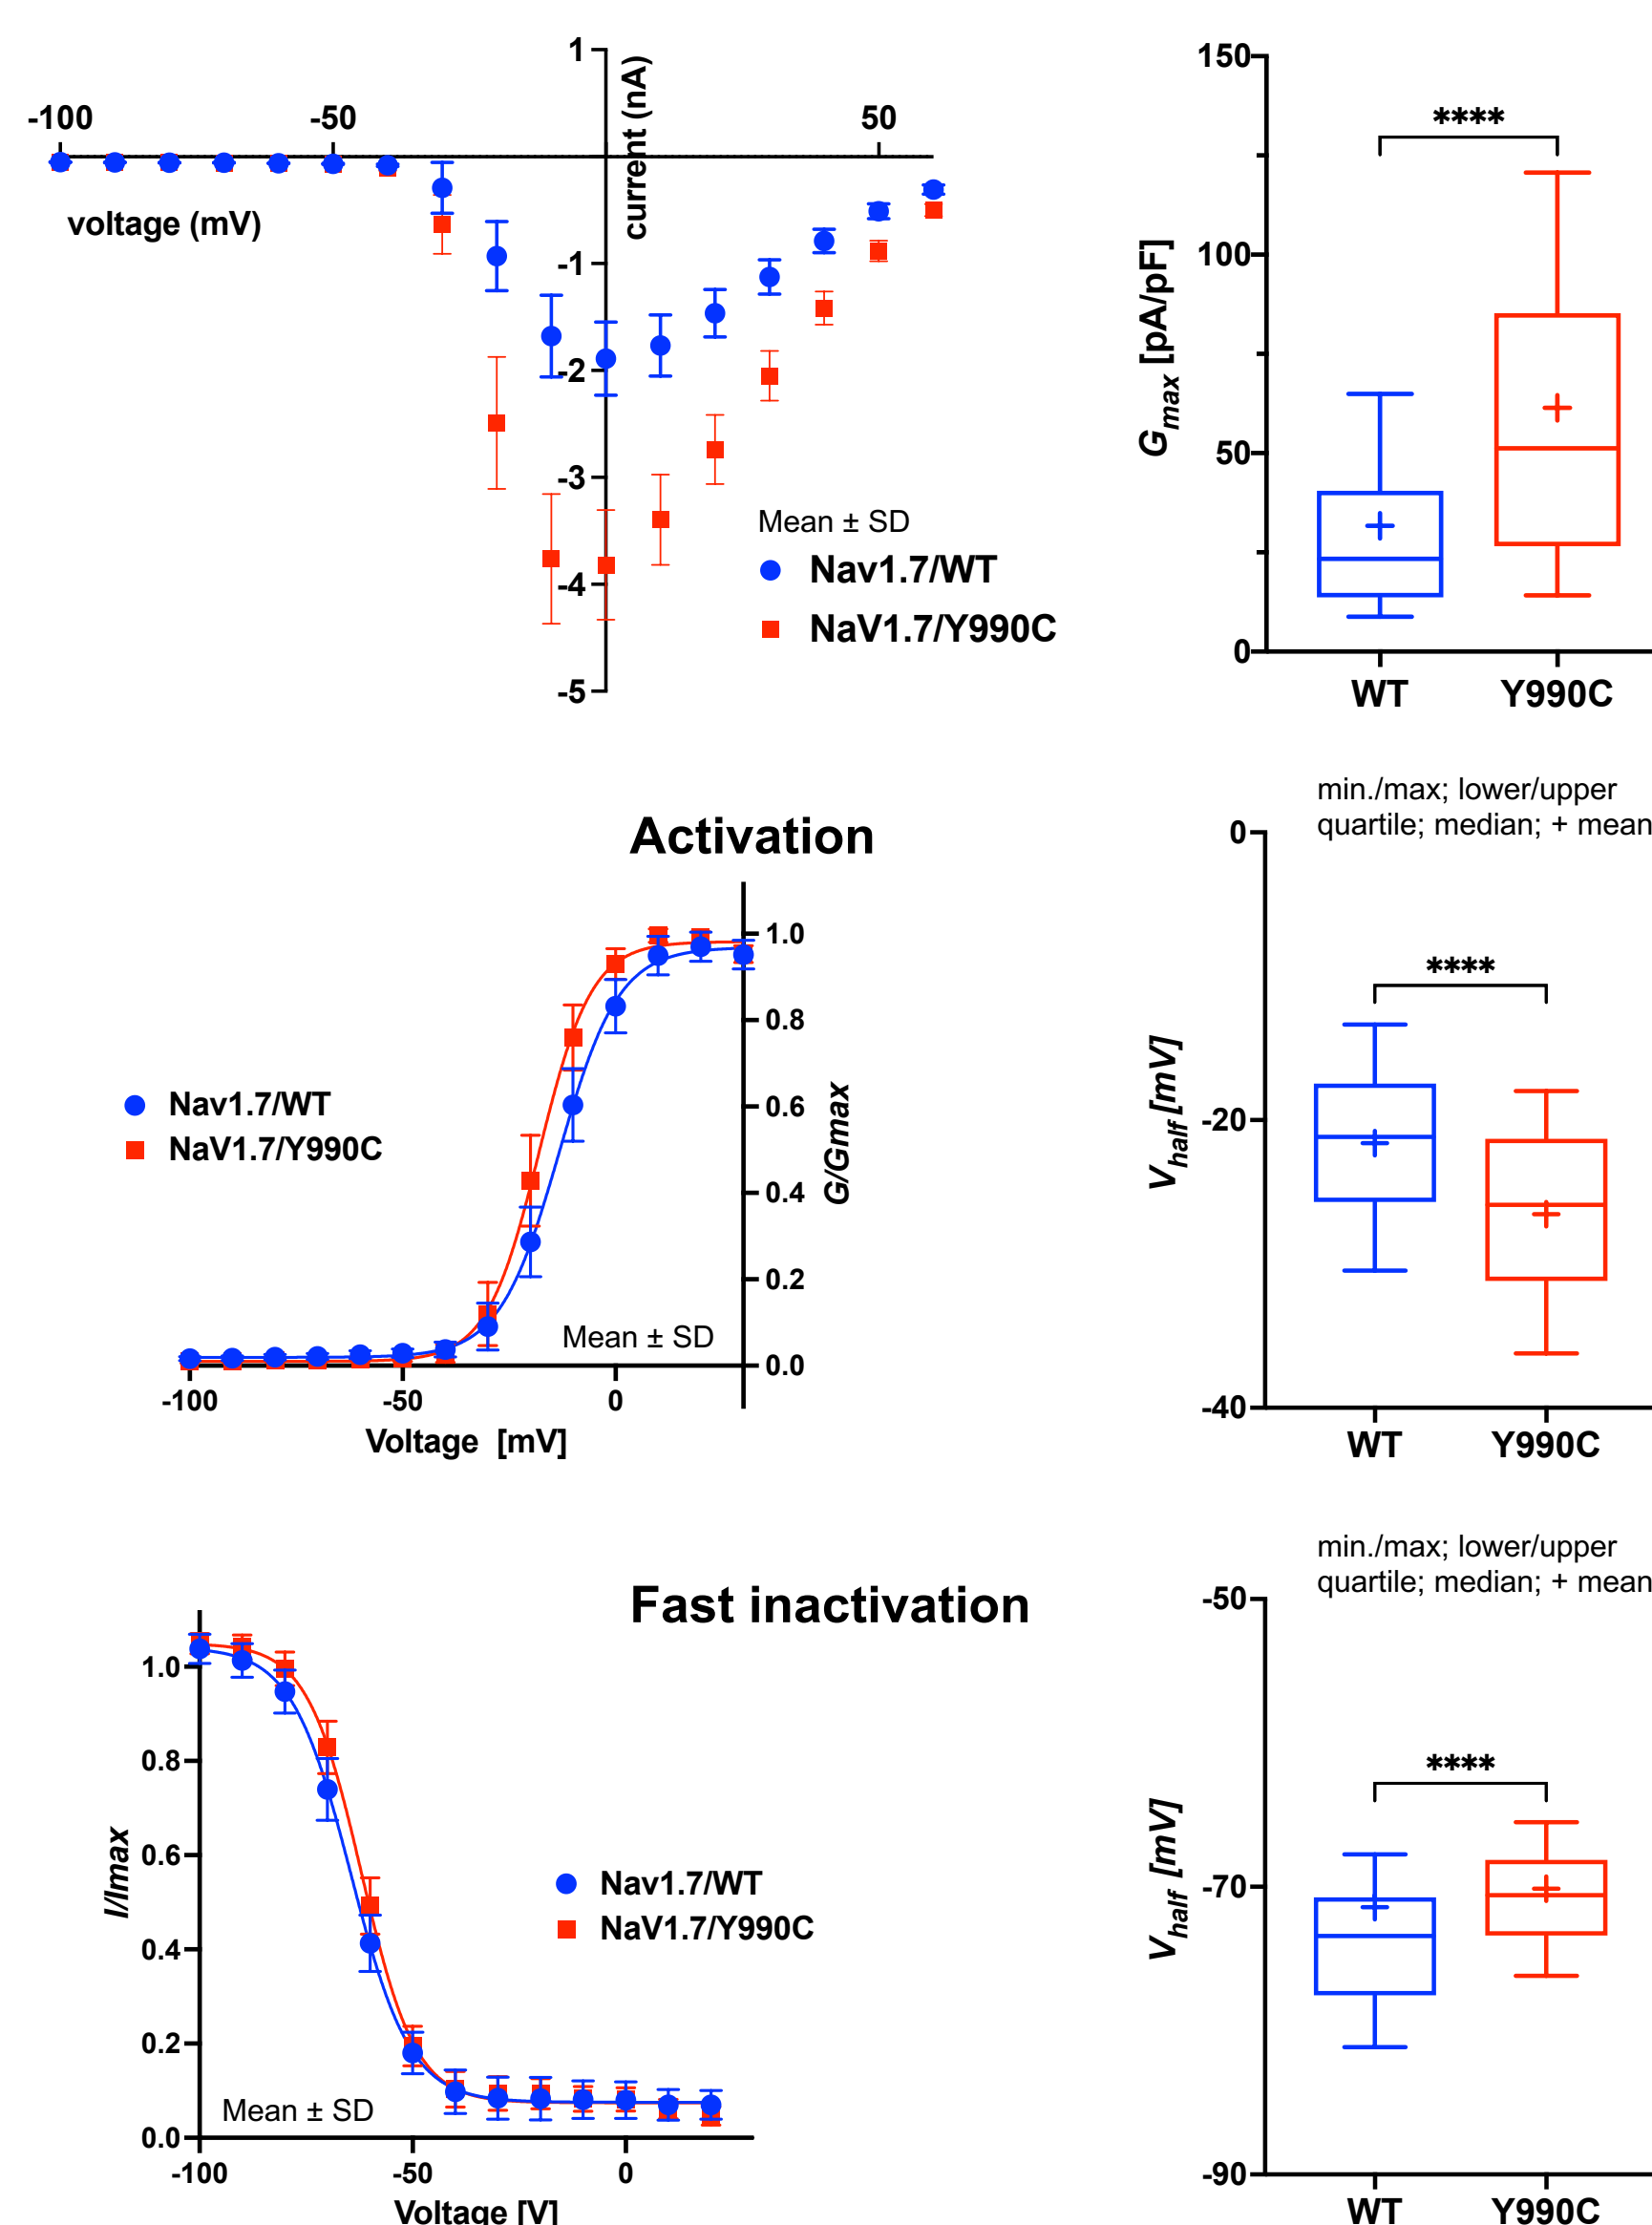 1
-100
-50
50
current (nA)
voltage (mV)
-1
-2
-3
-4
-5
Mean ± SD
Nav1.7/WT
NaV1.7/Y990C
150
100
50
0
Gmax [pA/pF]
****
WT
Y990C
Activation
1.0
0.8
0.6
0.4
0.2
0.0
G/Gmax
Nav1.7/WT
NaV1.7/Y990C
Mean ± SD
-100
-50
0
Voltage [mV]
min./max; lower/upper
quartile; median; + mean
0
-20
-40
Vhalf [mV]
****
WT
Y990C
Fast inactivation
1.0
0.8
0.6
0.4
0.2
0.0
I/Imax
Nav1.7/WT
NaV1.7/Y990C
Mean ± SD
-100
-50
0
Voltage [V]
min./max; lower/upper
quartile; median; + mean
-50
-70
-90
Vhalf [mV]
****
WT
Y990C